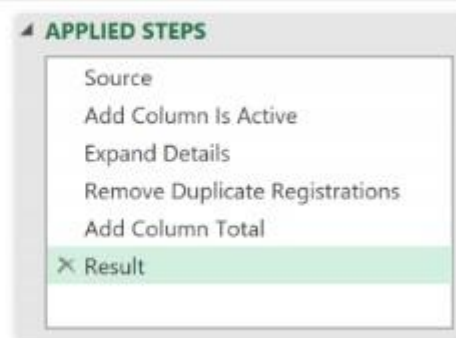 APPLIED STEPS
Source
Add Column Is Active
Expand Details
Remove Duplicate Registrations
Add Column Total
Result